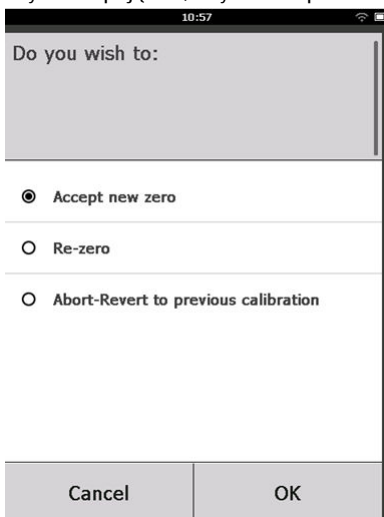 10:57
Do you wish to:
Accept new zero
Re-zero
Abort-Revert to previous calibration
Cancel OK